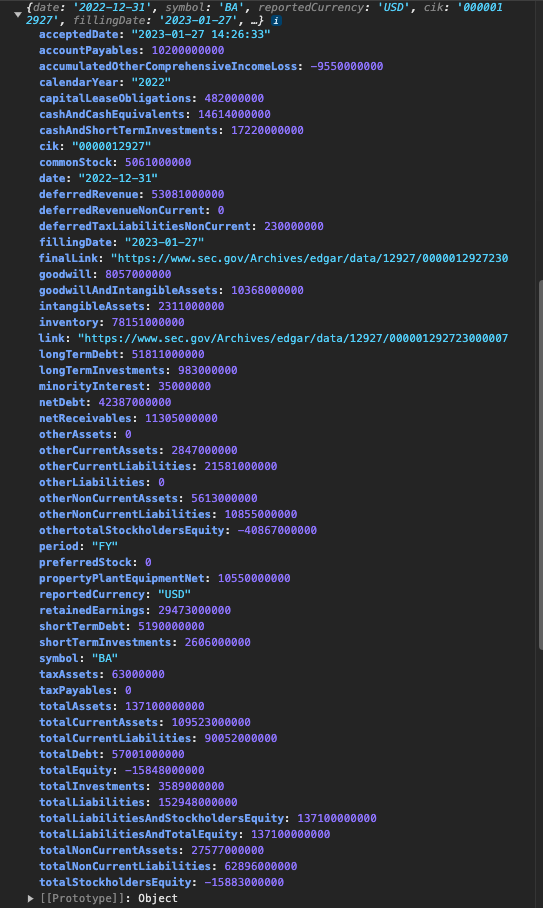 {date: '2022-12-31', symbol: 'BA', reportedCurrency: 'USD', cik: '000001
2927', fillingDate: '2023-01-27', …} i
acceptedDate: "2023-01-27 14:26:33"
accountPayables: 10200000000
accumulatedOtherComprehensiveIncomeLoss: -9550000000
calendarYear: "2022"
capitalLeaseObligations: 482000000
cashAndCashEquivalents: 14614000000
cashAndShortTermInvestments: 17220000000
cik: "0000012927"
commonStock: 5061000000
date: "2022-12-31"
deferredRevenue: 53081000000
deferredRevenueNonCurrent: 0
deferredTaxLiabilitiesNonCurrent: 230000000
fillingDate: "2023-01-27"
finalLink: "https://www.sec.gov/Archives/edgar/data/12927/0000012927230
goodwill: 8057000000
goodwillAndIntangibleAssets: 10368000000
intangibleAssets: 2311000000
inventory: 78151000000
link: "https://www.sec.gov/Archives/edgar/data/12927/000001292723000007
longTermDebt: 51811000000
longTermInvestments: 983000000
minorityInterest: 35000000
netDebt: 42387000000
netReceivables: 11305000000
otherAssets: 0
otherCurrentAssets: 2847000000
otherCurrentLiabilities: 21581000000
otherLiabilities: 0
otherNonCurrentAssets: 5613000000
otherNonCurrentLiabilities: 10855000000
othertotalStockholdersEquity: -40867000000
period: "FY"
preferredStock: 0
propertyPlantEquipmentNet: 10550000000
reportedCurrency: "USD"
retainedEarnings: 29473000000
shortTermDebt: 5190000000
shortTermInvestments: 2606000000
symbol: "BA"
taxAssets: 63000000
taxPayables: 0
totalAssets: 137100000000
totalCurrentAssets: 109523000000
totalCurrentLiabilities: 90052000000
totalDebt: 57001000000
totalEquity: -15848000000
totalInvestments: 3589000000
totalLiabilities: 152948000000
totalLiabilitiesAndStockholdersEquity: 137100000000
totalLiabilitiesAndTotalEquity: 137100000000
totalNonCurrentAssets: 27577000000
totalNonCurrentLiabilities: 62896000000
totalStockholdersEquity: -15883000000
[[Prototype]]: Object